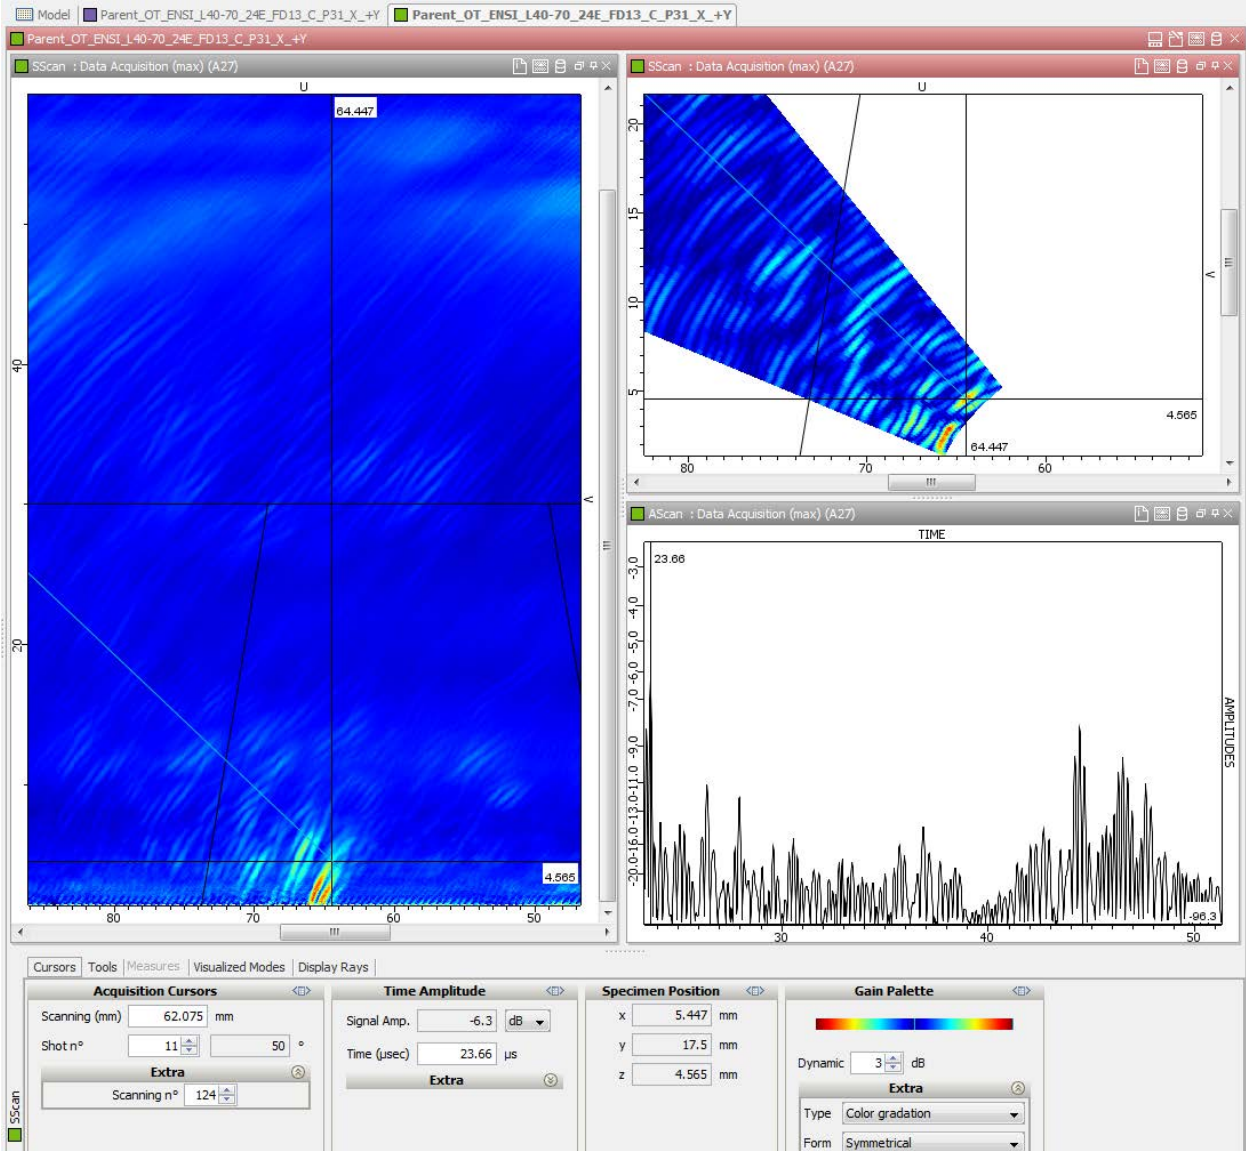 Model Parent_OT_ENSI_L40-70_24E_FD13_C_P31_X_+Y Parent_OT_ENSI_L40-70_24E_FD13_C_P31_X_+Y
Parent_OT_ENSI_L40-70_24E_FD13_C_P31_X_+Y
SScan : Data Acquisition (max) (A27)
U
64.447
40
20
V
4.565
80 70 60 50
SScan : Data Acquisition (max) (A27)
U
20
15
10
5
V
4.565
64.447
80 70 60
AScan : Data Acquisition (max) (A27)
TIME
23.66
-3,0
-4,0
-5,0
-6,0
-7,0
-9,0
-11,0
-13,0
-16,0
-20,0
AMPLITUDES
-96.3
30 40 50
Cursors Tools Measures Visualized Modes Display Rays
SScan
Acquisition Cursors
Scanning (mm) 62.075 mm
Shot n° 11 50 °
Extra
Scanning n° 124
Time Amplitude
Signal Amp. -6.3 dB
Time (µsec) 23.66 µs
Extra
Specimen Position
x 5.447 mm
y 17.5 mm
z 4.565 mm
Gain Palette
Dynamic 3 dB
Extra
Type Color gradation
Form Symmetrical